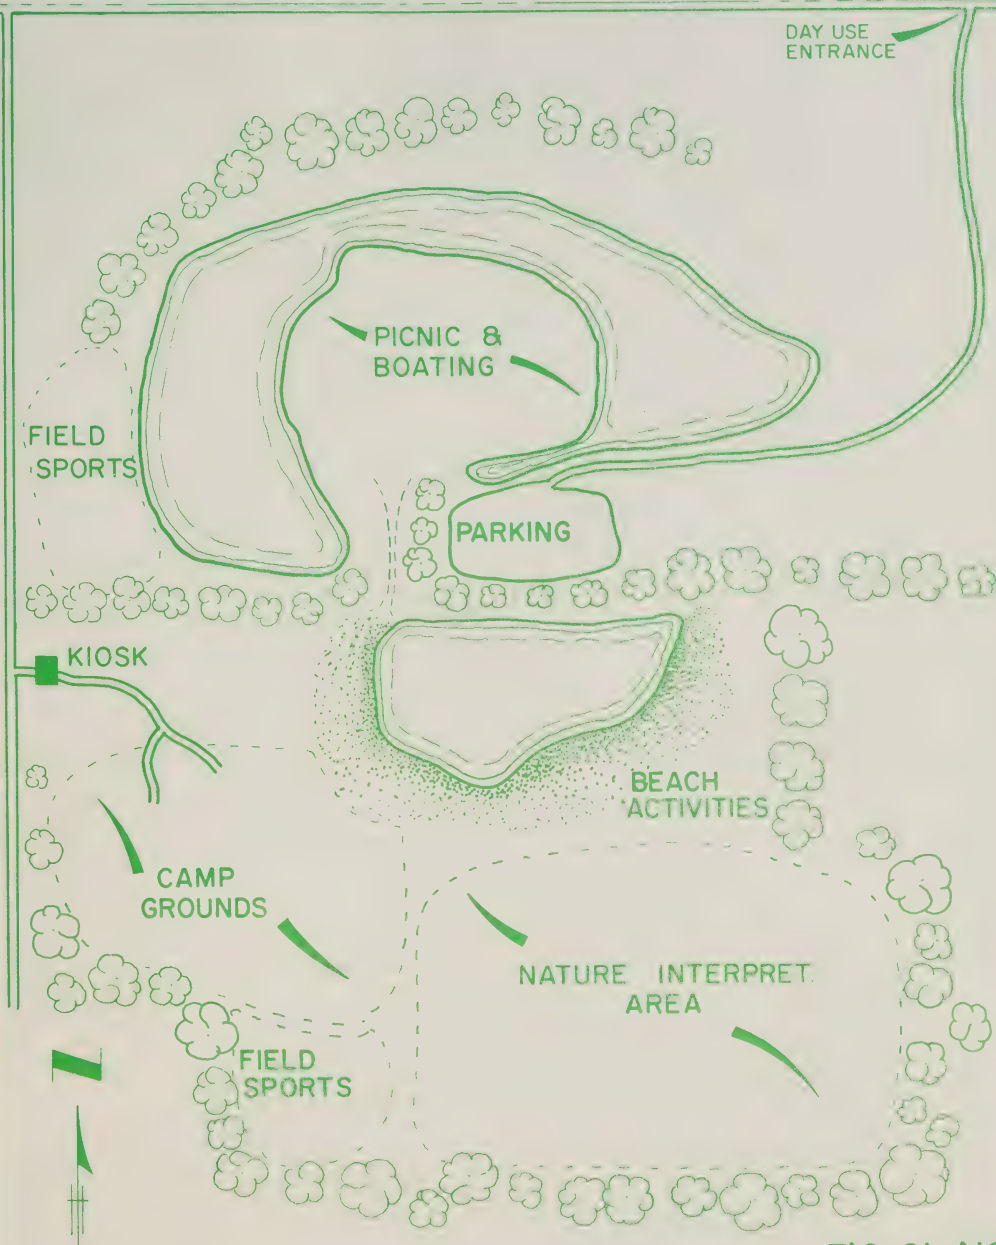 DAY USE
ENTRANCE
PICNIC &
BOATING
FIELD
SPORTS
PARKING
KIOSK
BEACH
ACTIVITIES
CAMP
GROUNDS
NATURE INTERPRET.
AREA
FIELD
SPORTS
N